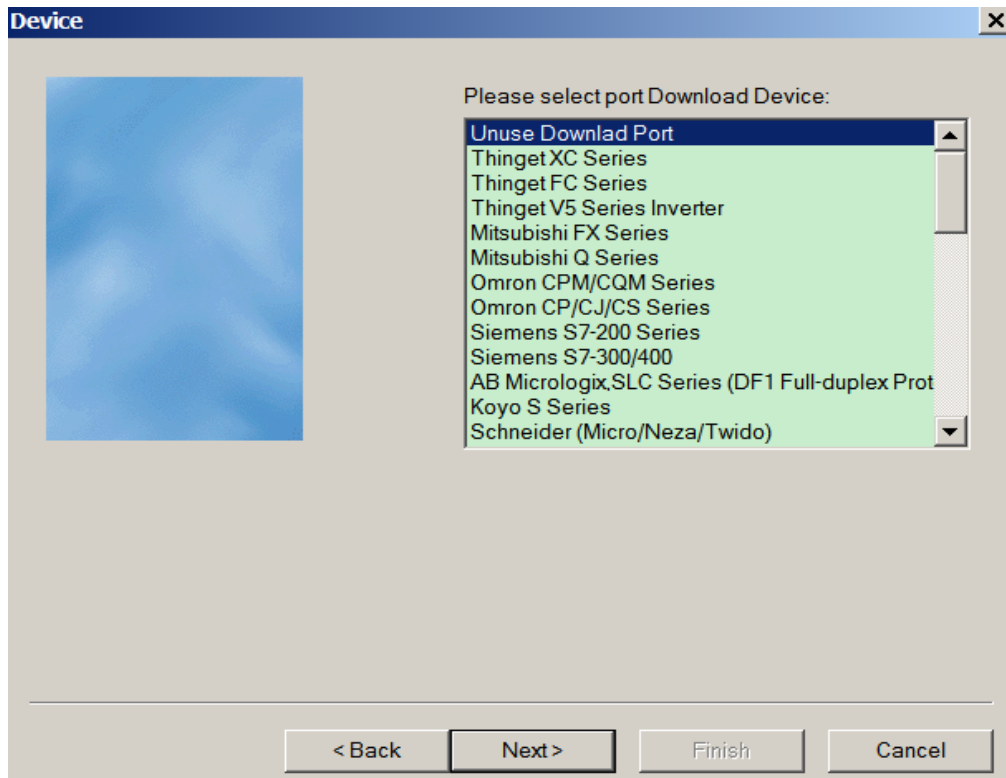 Device
Please select port Download Device:
Unuse Downlad Port
Thinget XC Series
Thinget FC Series
Thinget V5 Series Inverter
Mitsubishi FX Series
Mitsubishi Q Series
Omron CPM/CQM Series
Omron CP/CJ/CS Series
Siemens S7-200 Series
Siemens S7-300/400
AB Micrologix,SLC Series (DF1 Full-duplex Prot
Koyo S Series
Schneider (Micro/Neza/Twido)
< Back
Next >
Finish
Cancel